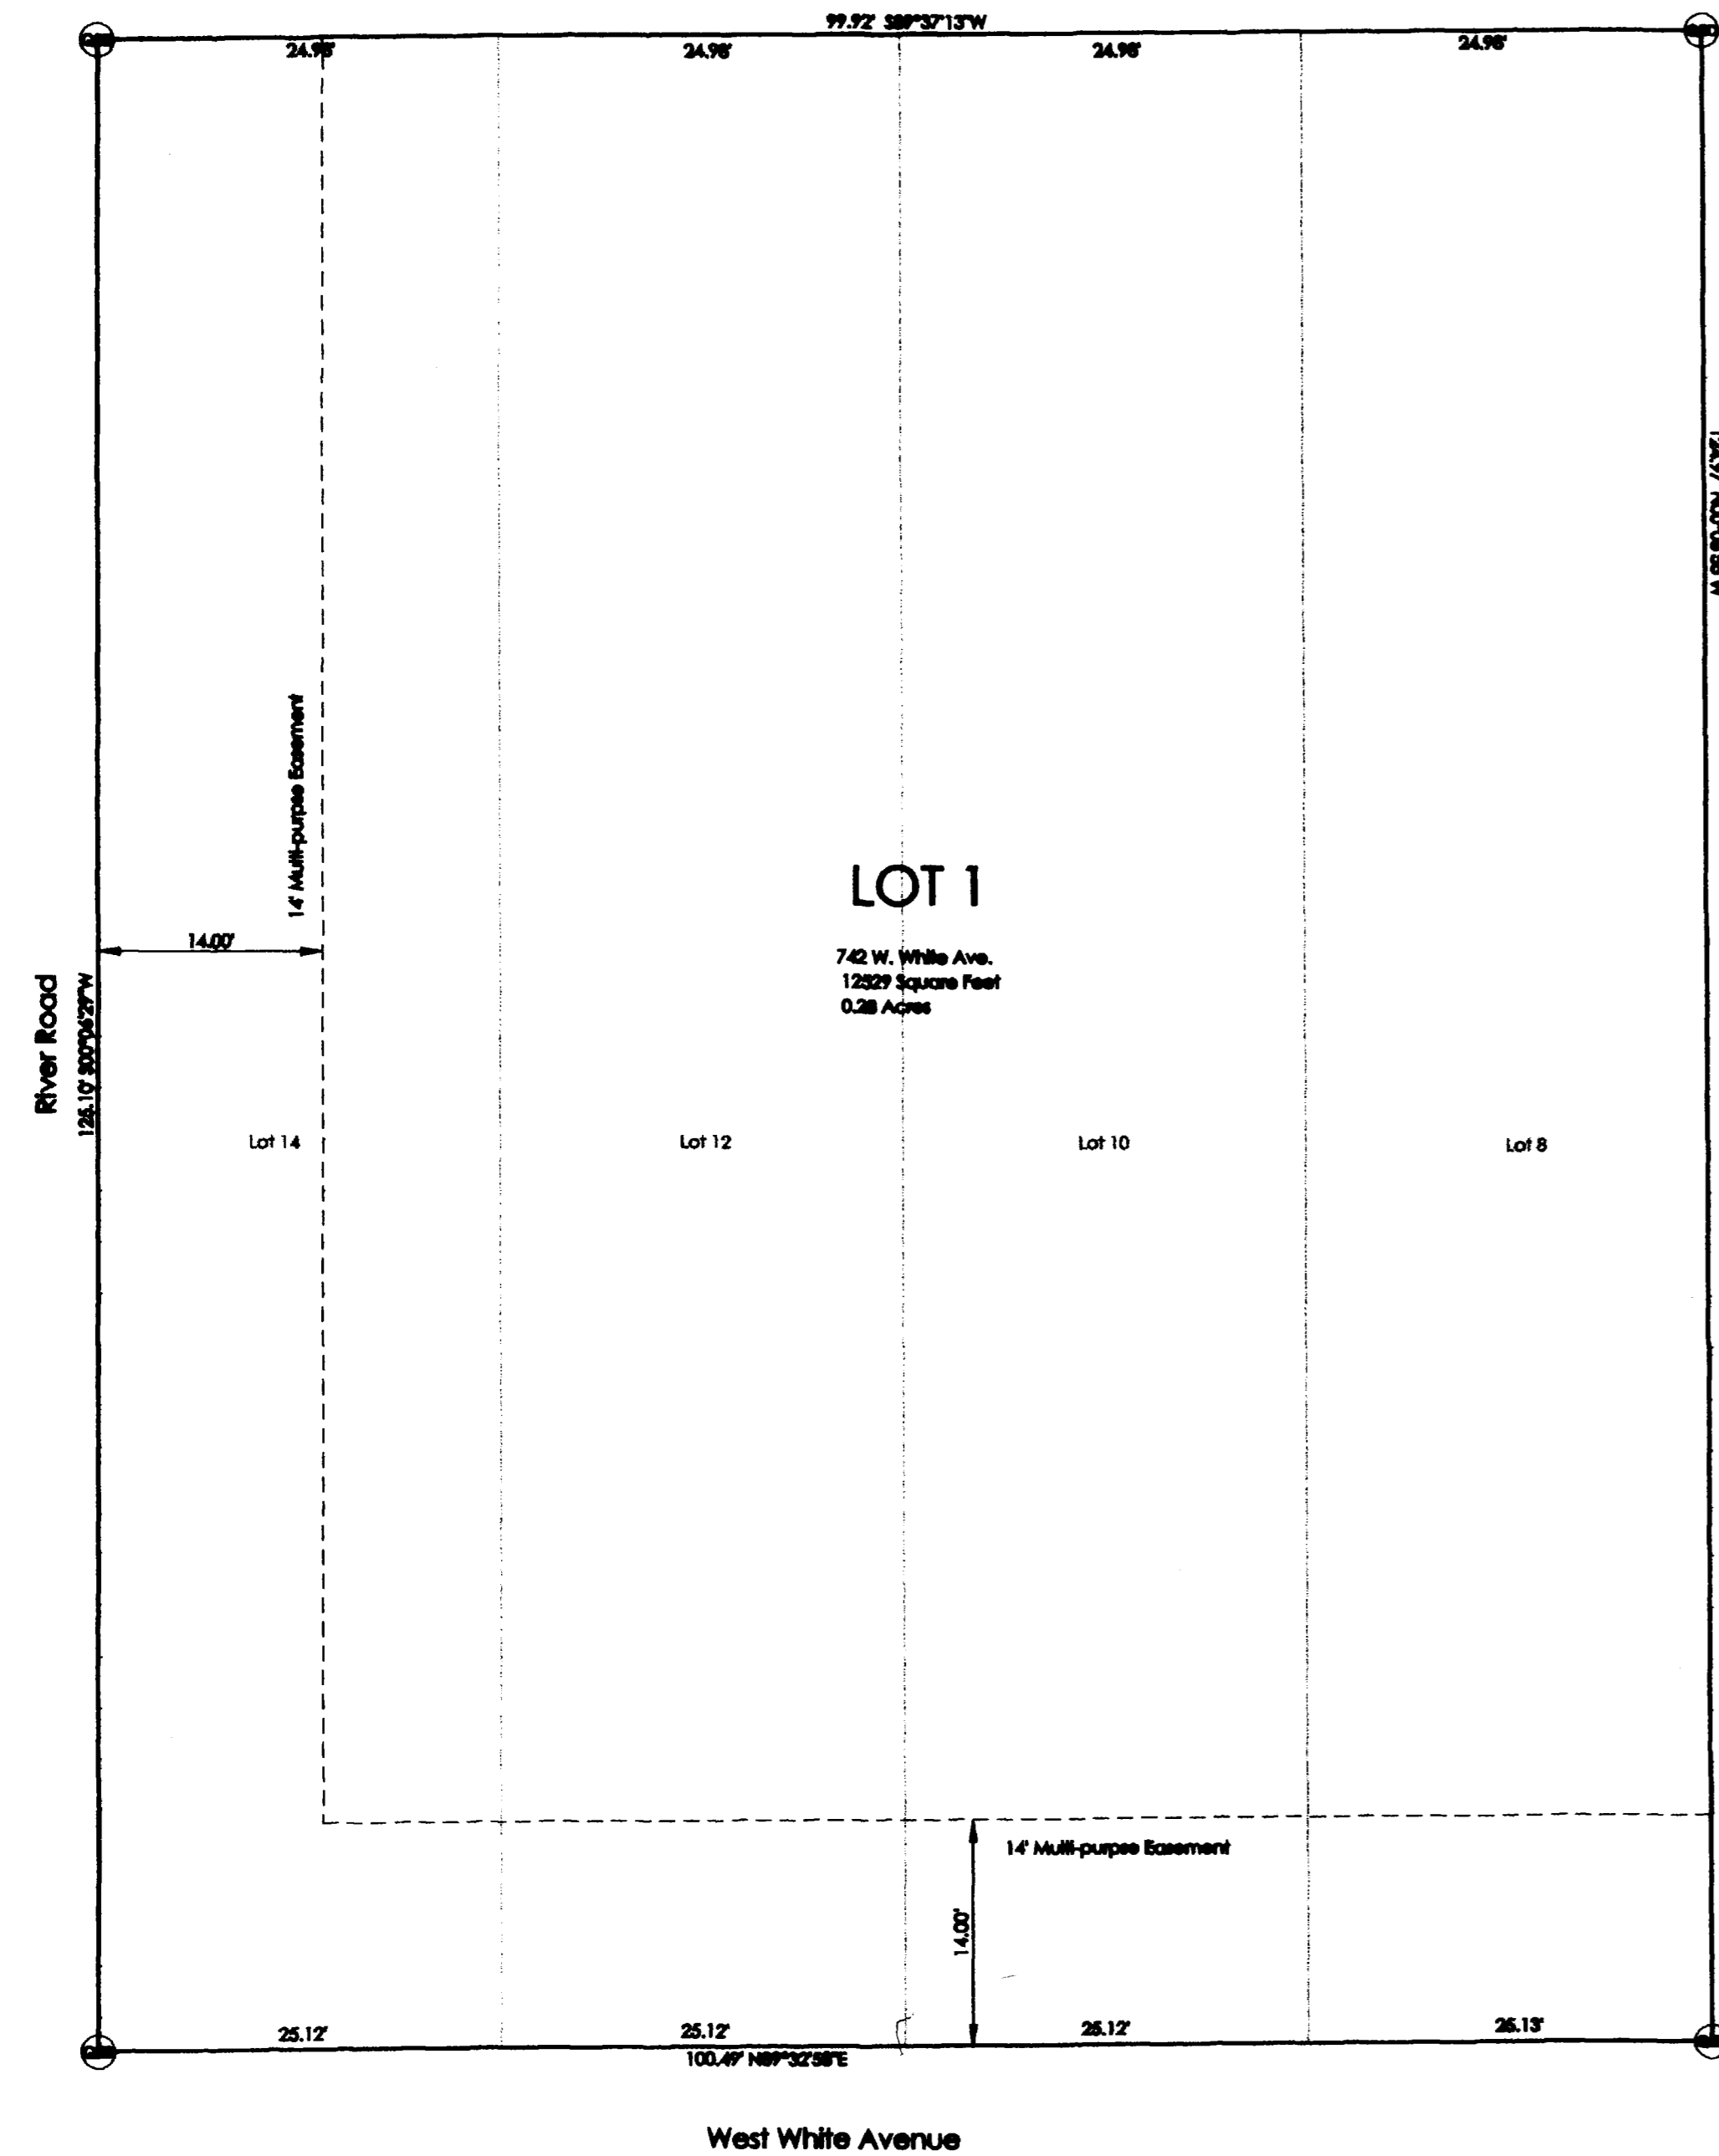 99.92' S89°37'13"W
24.98'
24.98'
24.98'
24.98'
14' Multi-purpse Easement
LOT 1
742 W. White Ave.
12529 Square Feet
0.28 Acres
14.00'
River Road
125.10' S00°06'29"W
Lot 14
Lot 12
Lot 10
Lot 8
14' Multi-purpse Easement
14.00'
25.12'
25.12'
25.12'
25.13'
100.49' N89°32'58"E
West White Avenue